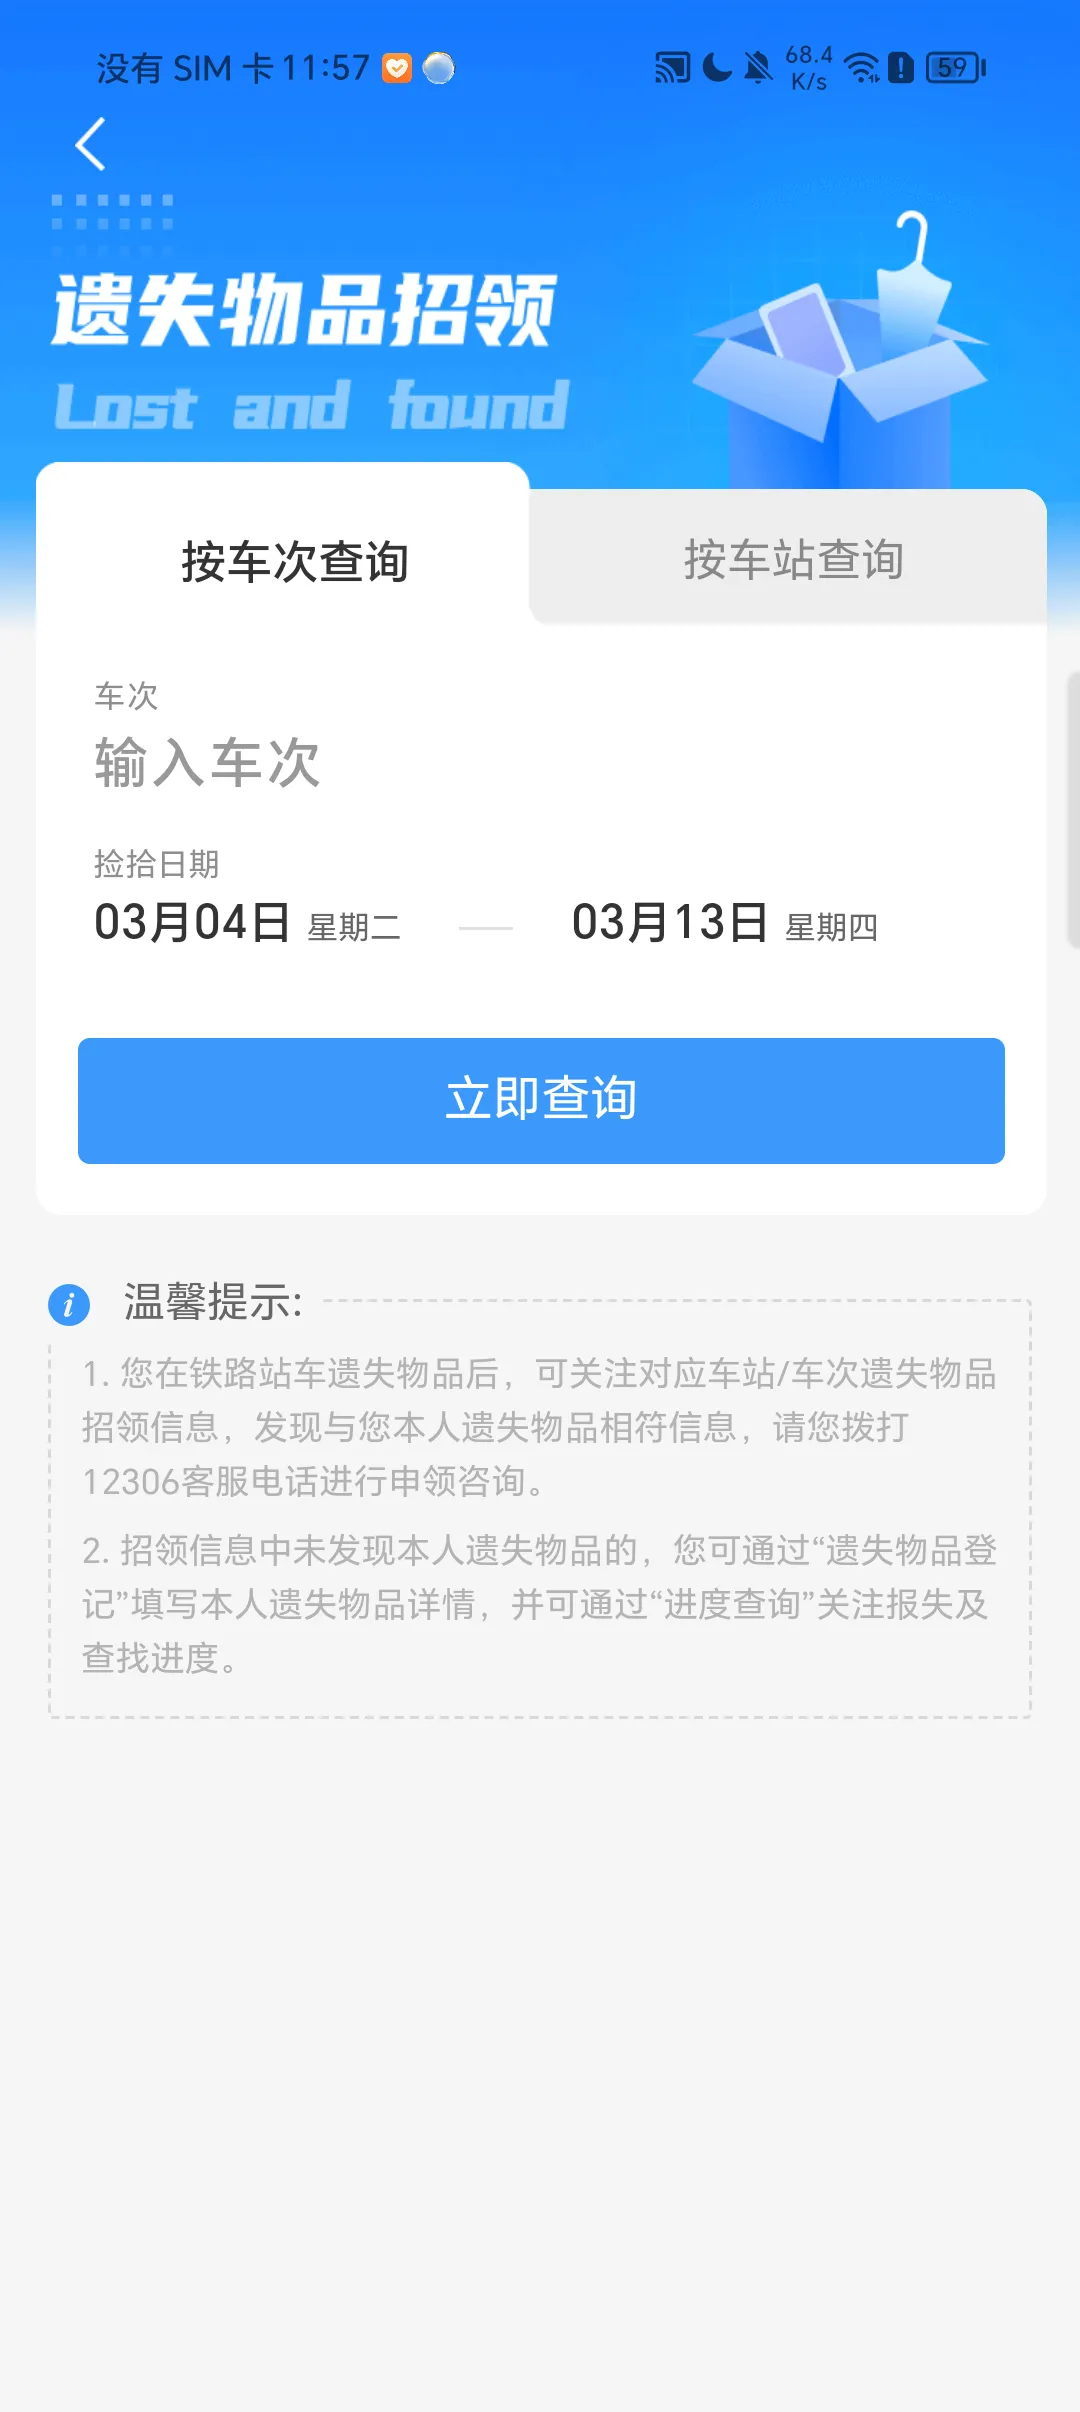 没有 SIM 卡 11:57
68.4
K/s
59
遗失物品招领
Lost and found
按车次查询
按车站查询
车次
输入车次
捡拾日期
03月04日 星期二 — 03月13日 星期四
立即查询
温馨提示:
1. 您在铁路站车遗失物品后，可关注对应车站/车次遗失物品
招领信息，发现与您本人遗失物品相符信息，请您拨打
12306客服电话进行申领咨询。
2. 招领信息中未发现本人遗失物品的，您可通过“遗失物品登
记”填写本人遗失物品详情，并可通过“进度查询”关注报失及
查找进度。